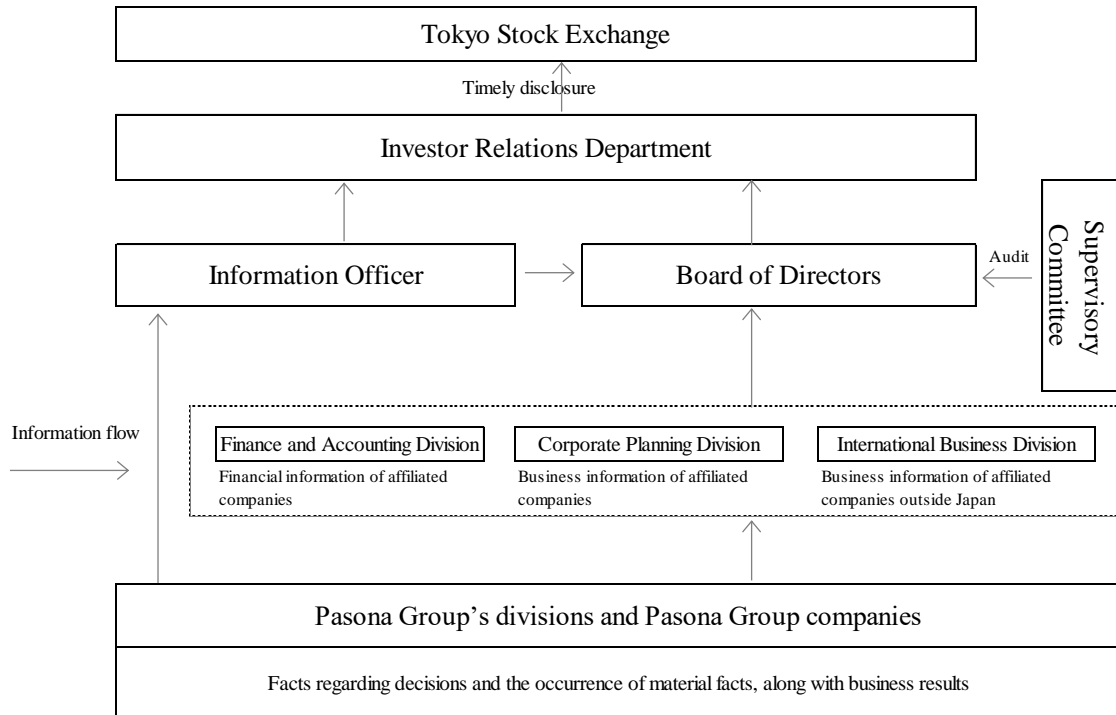 Tokyo Stock Exchange
Timely disclosure
Investor Relations Department
Information Officer
Board of Directors
Audit
Supervisory
Committee
Information flow
Finance and Accounting Division
Financial information of affiliated
companies
Corporate Planning Division
Business information of affiliated
companies
International Business Division
Business information of affiliated
companies outside Japan
Pasona Group’s divisions and Pasona Group companies
Facts regarding decisions and the occurrence of material facts, along with business results